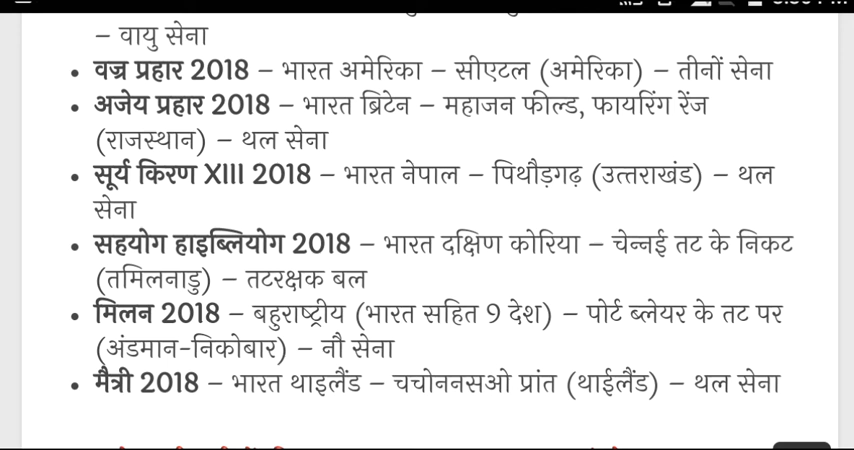 – वायु सेना
• वज्र प्रहार 2018 – भारत अमेरिका – सीएटल (अमेरिका) – तीनों सेना
• अजेय प्रहार 2018 – भारत ब्रिटेन – महाजन फील्ड, फायरिंग रेंज
(राजस्थान) – थल सेना
• सूर्य किरण XIII 2018 – भारत नेपाल – पिथौड़गढ़ (उत्तराखंड) – थल
सेना
• सहयोग हाइब्लियोग 2018 – भारत दक्षिण कोरिया – चेन्नई तट के निकट
(तमिलनाडु) – तटरक्षक बल
• मिलन 2018 – बहुराष्ट्रीय (भारत सहित 9 देश) – पोर्ट ब्लेयर के तट पर
(अंडमान-निकोबार) – नौ सेना
• मैत्री 2018 – भारत थाइलैंड – चचोननसओ प्रांत (थाईलैंड) – थल सेना